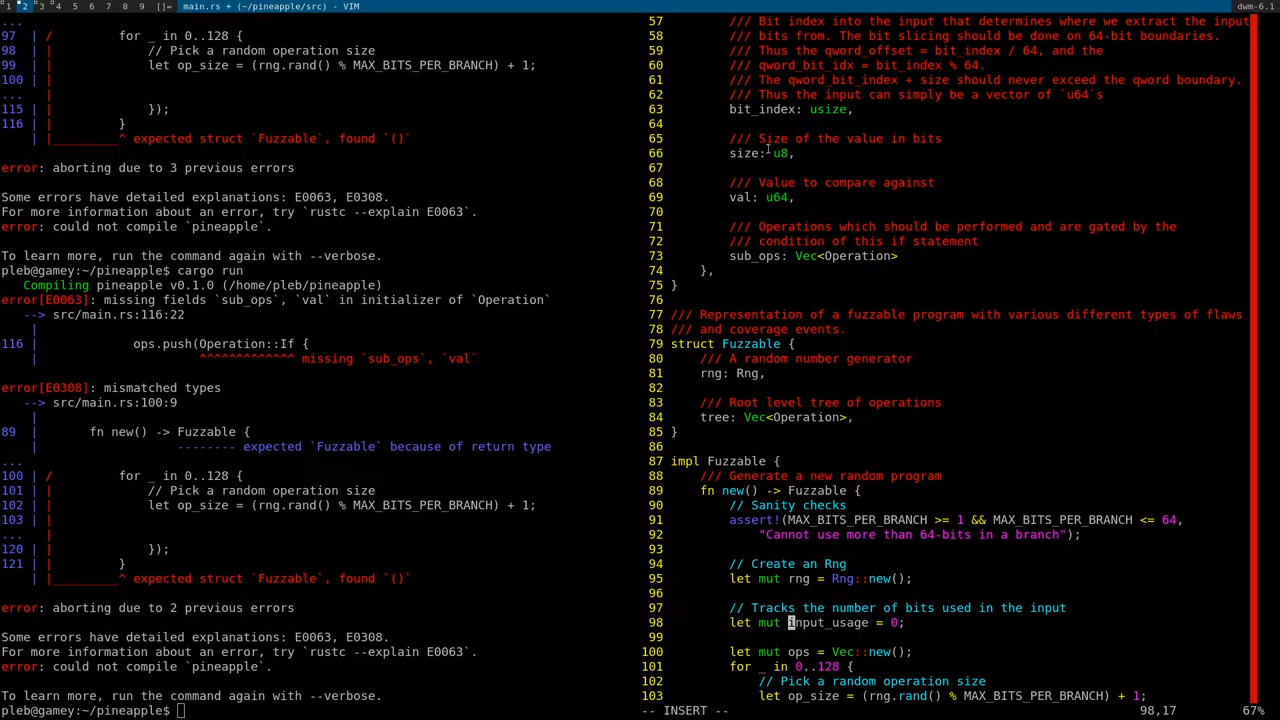 1 2 3 4 5 6 7 8 9 []= main.rs + (~/pineapple/src) - VIM dwm-6.1
...
97 | / for _ in 0..128 {
98 | | // Pick a random operation size
99 | | let op_size = (rng.rand() % MAX_BITS_PER_BRANCH) + 1;
100 | |
... |
115 | | });
116 | | }
| |_________^ expected struct `Fuzzable`, found `()`
error: aborting due to 3 previous errors
Some errors have detailed explanations: E0063, E0308.
For more information about an error, try `rustc --explain E0063`.
error: could not compile `pineapple`.
To learn more, run the command again with --verbose.
pleb@gamey:~/pineapple$ cargo run
Compiling pineapple v0.1.0 (/home/pleb/pineapple)
error[E0063]: missing fields `sub_ops`, `val` in initializer of `Operation`
--> src/main.rs:116:22
|
116 | ops.push(Operation::If {
| ^^^^^^^^^^^^^ missing `sub_ops`, `val`
error[E0308]: mismatched types
--> src/main.rs:100:9
|
89 | fn new() -> Fuzzable {
| -------- expected `Fuzzable` because of return type
...
100 | / for _ in 0..128 {
101 | | // Pick a random operation size
102 | | let op_size = (rng.rand() % MAX_BITS_PER_BRANCH) + 1;
103 | |
... |
120 | | });
121 | | }
| |_________^ expected struct `Fuzzable`, found `()`
error: aborting due to 2 previous errors
Some errors have detailed explanations: E0063, E0308.
For more information about an error, try `rustc --explain E0063`.
error: could not compile `pineapple`.
To learn more, run the command again with --verbose.
pleb@gamey:~/pineapple$
57 /// Bit index into the input that determines where we extract the input
58 /// bits from. The bit slicing should be done on 64-bit boundaries.
59 /// Thus the qword_offset = bit_index / 64, and the
60 /// qword_bit_idx = bit_index % 64.
61 /// The qword_bit_index + size should never exceed the qword boundary.
62 /// Thus the input can simply be a vector of `u64`s
63 bit_index: usize,
64
65 /// Size of the value in bits
66 size: u8,
67
68 /// Value to compare against
69 val: u64,
70
71 /// Operations which should be performed and are gated by the
72 /// condition of this if statement
73 sub_ops: Vec<Operation>
74 },
75 }
76
77 /// Representation of a fuzzable program with various different types of flaws
78 /// and coverage events.
79 struct Fuzzable {
80 /// A random number generator
81 rng: Rng,
82
83 /// Root level tree of operations
84 tree: Vec<Operation>,
85 }
86
87 impl Fuzzable {
88 /// Generate a new random program
89 fn new() -> Fuzzable {
90 // Sanity checks
91 assert!(MAX_BITS_PER_BRANCH >= 1 && MAX_BITS_PER_BRANCH <= 64,
92 "Cannot use more than 64-bits in a branch");
93
94 // Create an Rng
95 let mut rng = Rng::new();
96
97 // Tracks the number of bits used in the input
98 let mut input_usage = 0;
99
100 let mut ops = Vec::new();
101 for _ in 0..128 {
102 // Pick a random operation size
103 let op_size = (rng.rand() % MAX_BITS_PER_BRANCH) + 1;
-- INSERT -- 98,17 67%